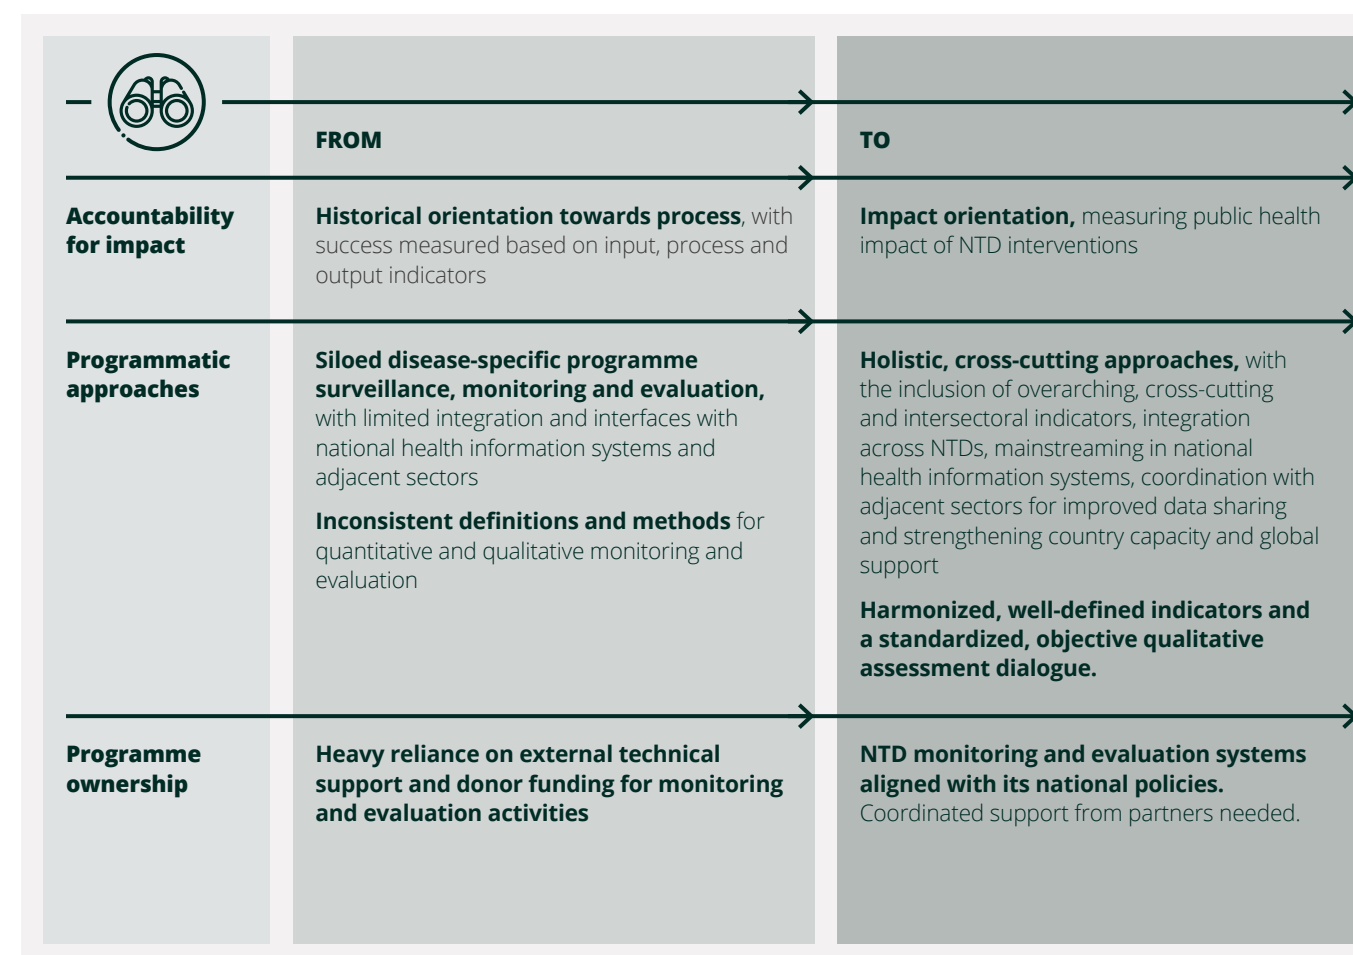 FROM
TO
Accountability
for impact
Historical orientation towards process, with
success measured based on input, process and
output indicators
Impact orientation, measuring public health
impact of NTD interventions
Programmatic
approaches
Siloed disease-specific programme
surveillance, monitoring and evaluation,
with limited integration and interfaces with
national health information systems and
adjacent sectors
Inconsistent definitions and methods for
quantitative and qualitative monitoring and
evaluation
Holistic, cross-cutting approaches, with
the inclusion of overarching, cross-cutting
and intersectoral indicators, integration
across NTDs, mainstreaming in national
health information systems, coordination with
adjacent sectors for improved data sharing
and strengthening country capacity and global
support
Harmonized, well-defined indicators and
a standardized, objective qualitative
assessment dialogue.
Programme
ownership
Heavy reliance on external technical
support and donor funding for monitoring
and evaluation activities
NTD monitoring and evaluation systems
aligned with its national policies.
Coordinated support from partners needed.